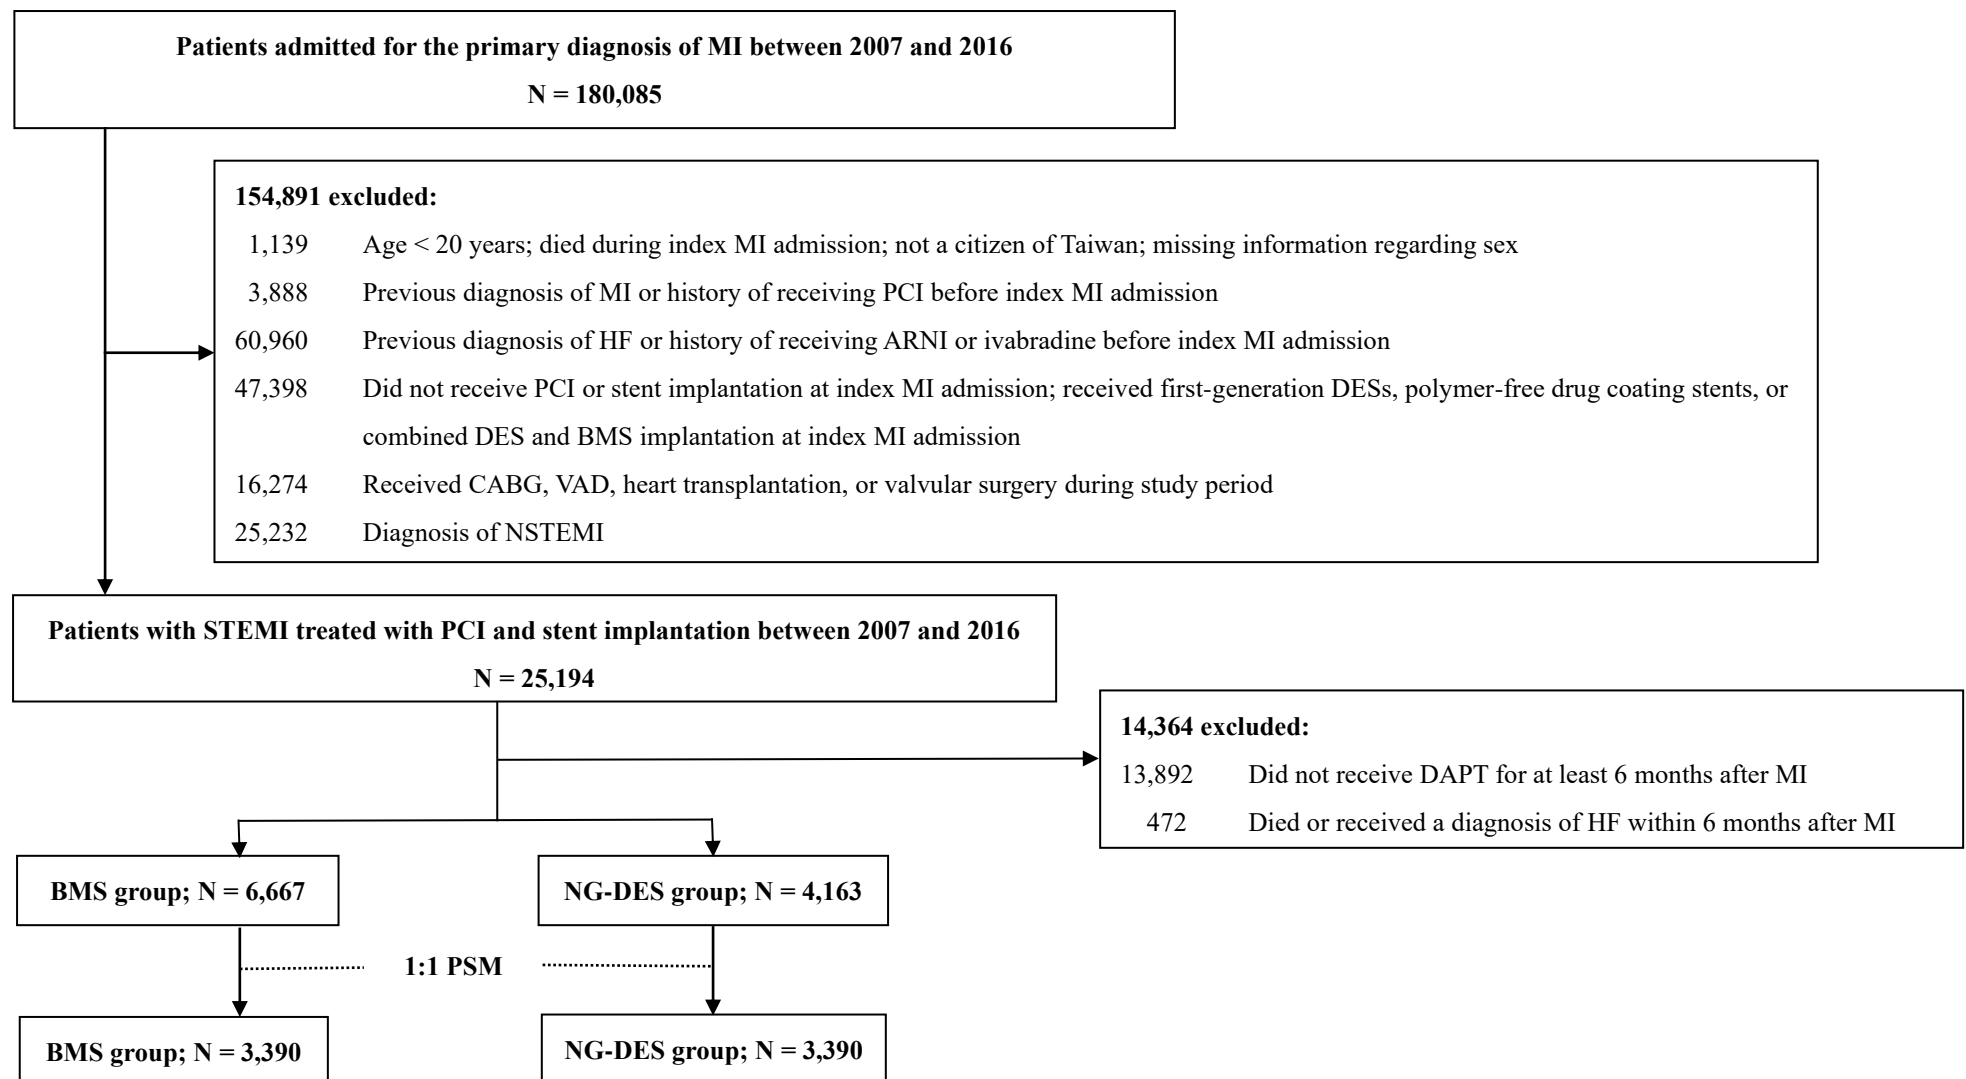 Patients admitted for the primary diagnosis of MI between 2007 and 2016
N = 180,085
154,891 excluded:
1,139 Age < 20 years; died during index MI admission; not a citizen of Taiwan; missing information regarding sex
3,888 Previous diagnosis of MI or history of receiving PCI before index MI admission
60,960 Previous diagnosis of HF or history of receiving ARNI or ivabradine before index MI admission
47,398 Did not receive PCI or stent implantation at index MI admission; received first-generation DESs, polymer-free drug coating stents, or
combined DES and BMS implantation at index MI admission
16,274 Received CABG, VAD, heart transplantation, or valvular surgery during study period
25,232 Diagnosis of NSTEMI
Patients with STEMI treated with PCI and stent implantation between 2007 and 2016
N = 25,194
14,364 excluded:
13,892 Did not receive DAPT for at least 6 months after MI
472 Died or received a diagnosis of HF within 6 months after MI
BMS group; N = 6,667
NG-DES group; N = 4,163
1:1 PSM
BMS group; N = 3,390
NG-DES group; N = 3,390